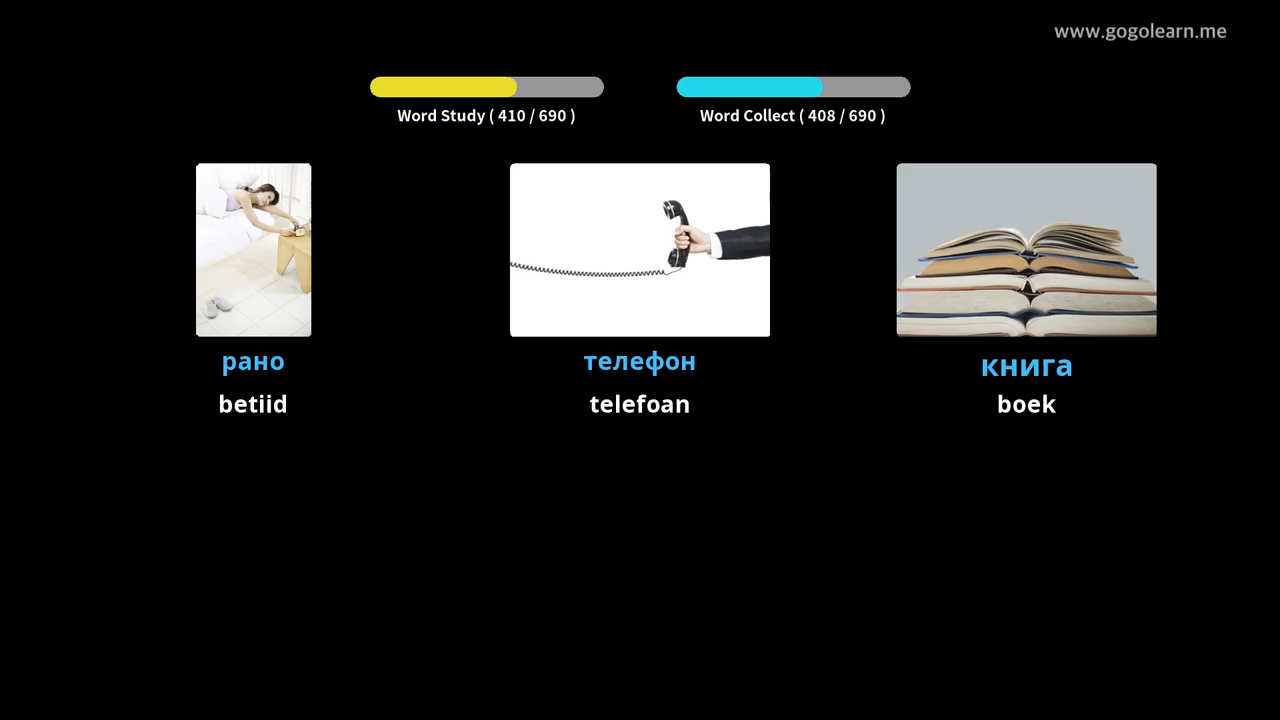 www.gogolearn.me
Word Study ( 410 / 690 )
Word Collect ( 408 / 690 )
рано
телефон
книга
betiid
telefoan
boek